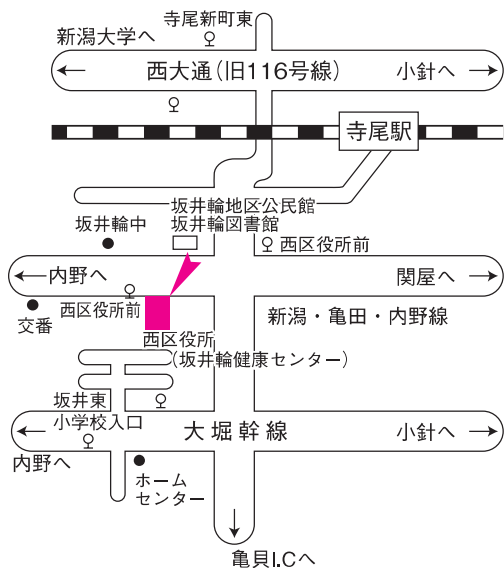 寺尾新町東
新潟大学へ
西大通（旧116号線）
小針へ
寺尾駅
坂井輪地区公民館
坂井輪図書館
坂井輪中
西区役所前
内野へ
関屋へ
西区役所前
交番
新潟・亀田・内野線
西区役所
（坂井輪健康センター）
坂井東
小学校入口
大堀幹線
小針へ
内野へ
ホーム
センター
亀貝I.Cへ